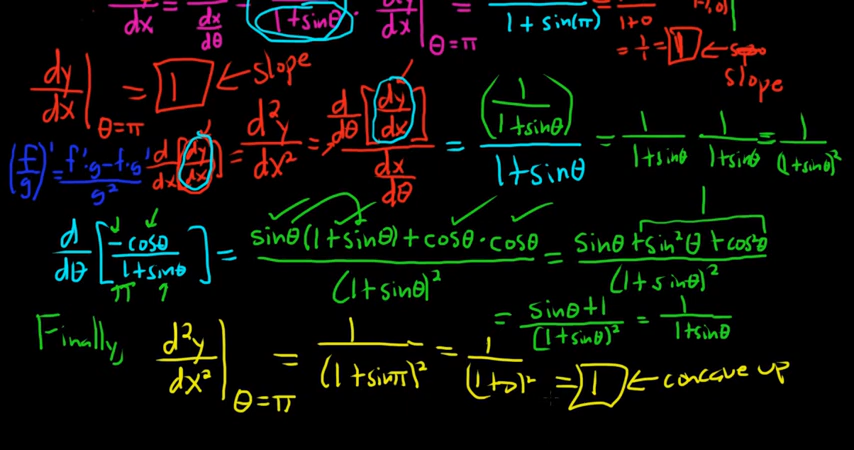 dx = dx/dθ 1+sinθ dx |θ=π = 1 + sin(π) 1+0
= 1/1 = 1 ← slope
dy/dx |θ=π = 1 ← slope
(f/g)' = f'·g-f·g'/g² d/dx [dy/dx] = d²y/dx² = d/dθ [dy/dx] / dx/dθ = (1/1+sinθ) / 1+sinθ = 1/1+sinθ 1/1+sinθ = 1/(1+sinθ)²
d/dθ [-cosθ/1+sinθ] = sinθ(1+sinθ)+cosθ·cosθ / (1+sinθ)² = sinθ+sin²θ+cos²θ / (1+sinθ)² 1
= sinθ+1/(1+sinθ)² = 1/1+sinθ
Finally, d²y/dx² |θ=π = 1/(1+sinπ)² = 1/(1+0)² = 1 ← concave up